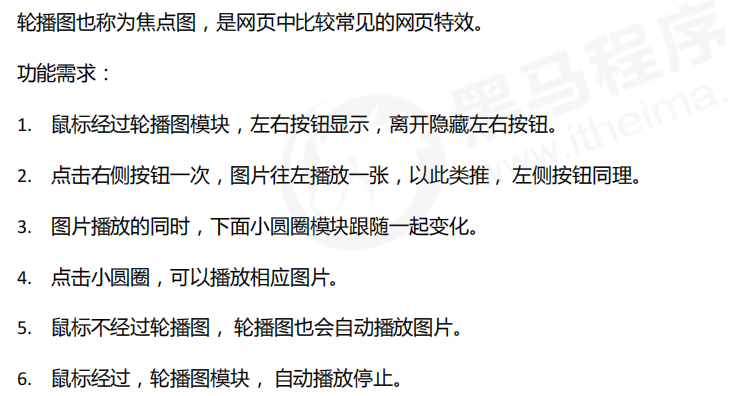 轮播图也称为焦点图，是网页中比较常见的网页特效。
功能需求：
1. 鼠标经过轮播图模块，左右按钮显示，离开隐藏左右按钮。
2. 点击右侧按钮一次，图片往左播放一张，以此类推， 左侧按钮同理。
3. 图片播放的同时，下面小圆圈模块跟随一起变化。
4. 点击小圆圈，可以播放相应图片。
5. 鼠标不经过轮播图， 轮播图也会自动播放图片。
6. 鼠标经过，轮播图模块， 自动播放停止。
黑马程序
www.itheima.